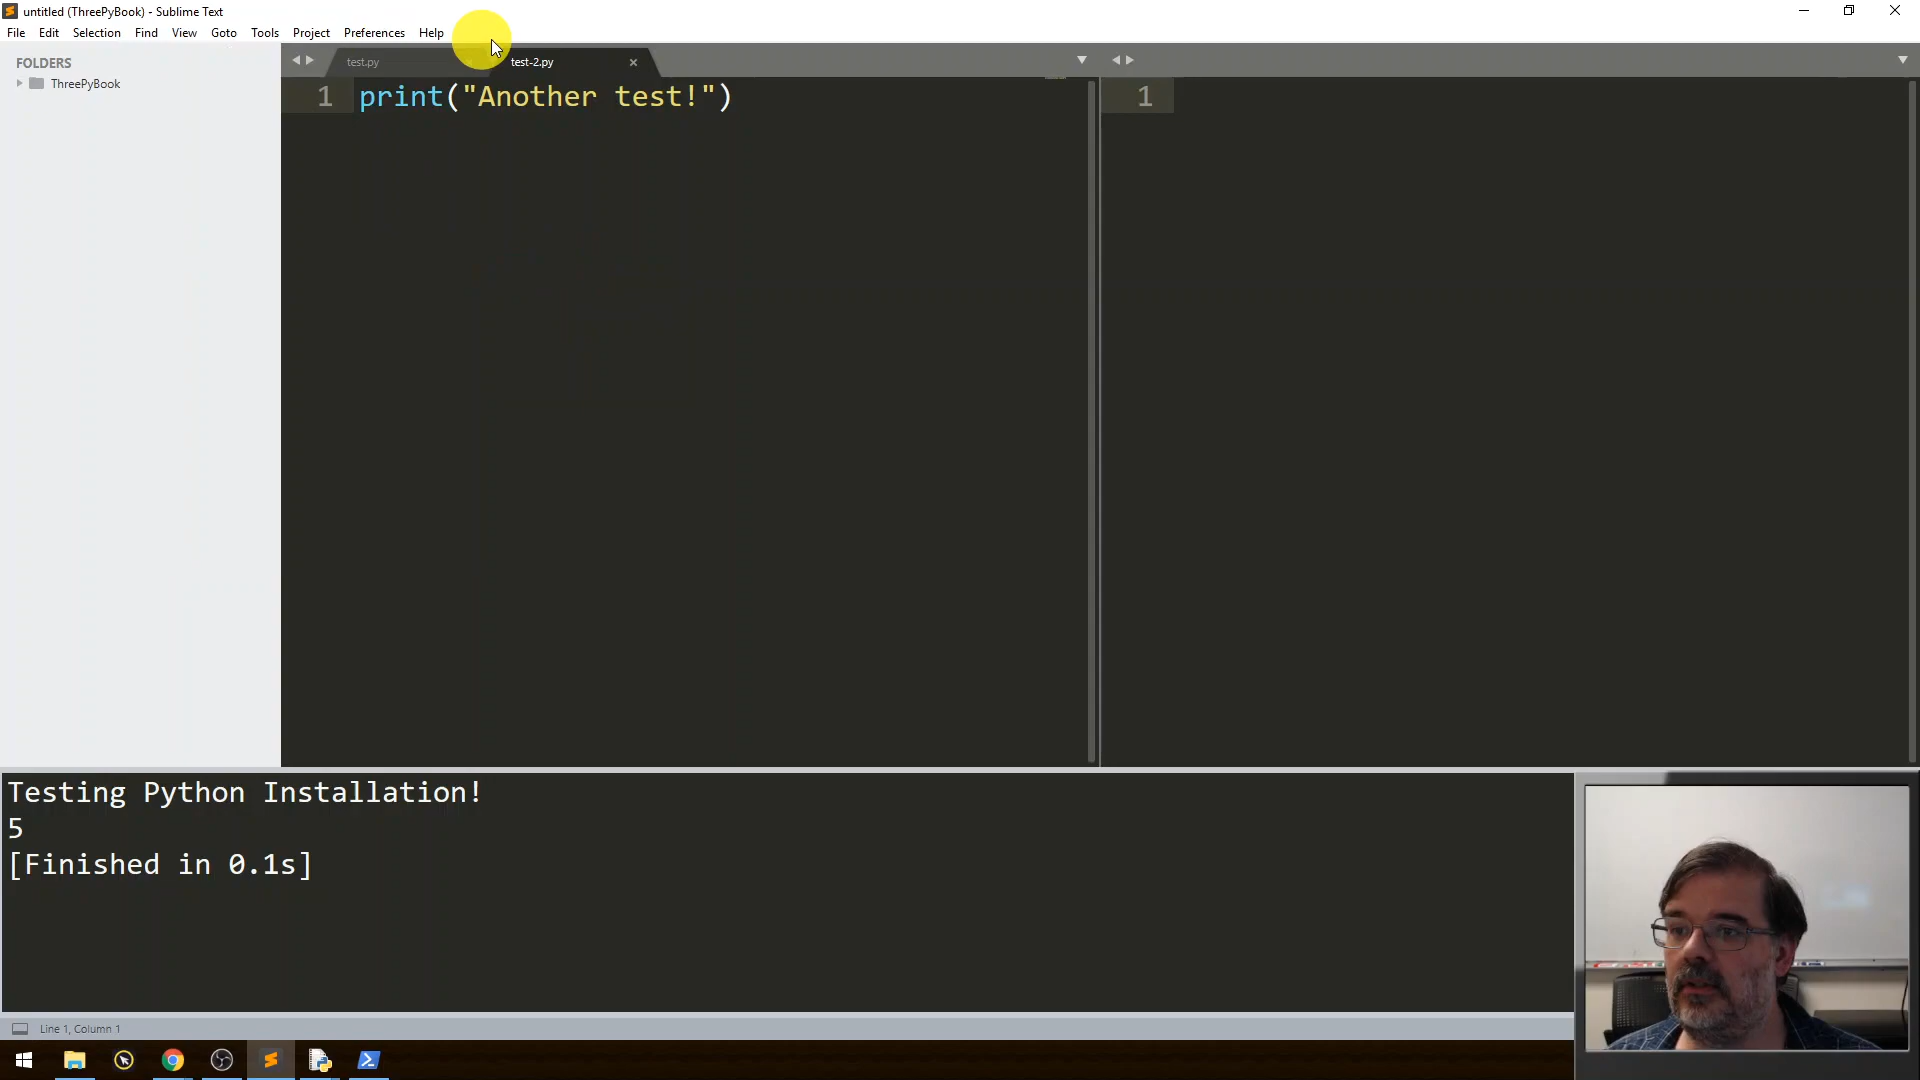 untitled (ThreePyBook) - Sublime Text
File Edit Selection Find View Goto Tools Project Preferences Help
FOLDERS
ThreePyBook
test.py
test-2.py
1 print("Another test!")
1
Testing Python Installation!
5
[Finished in 0.1s]
Line 1, Column 1